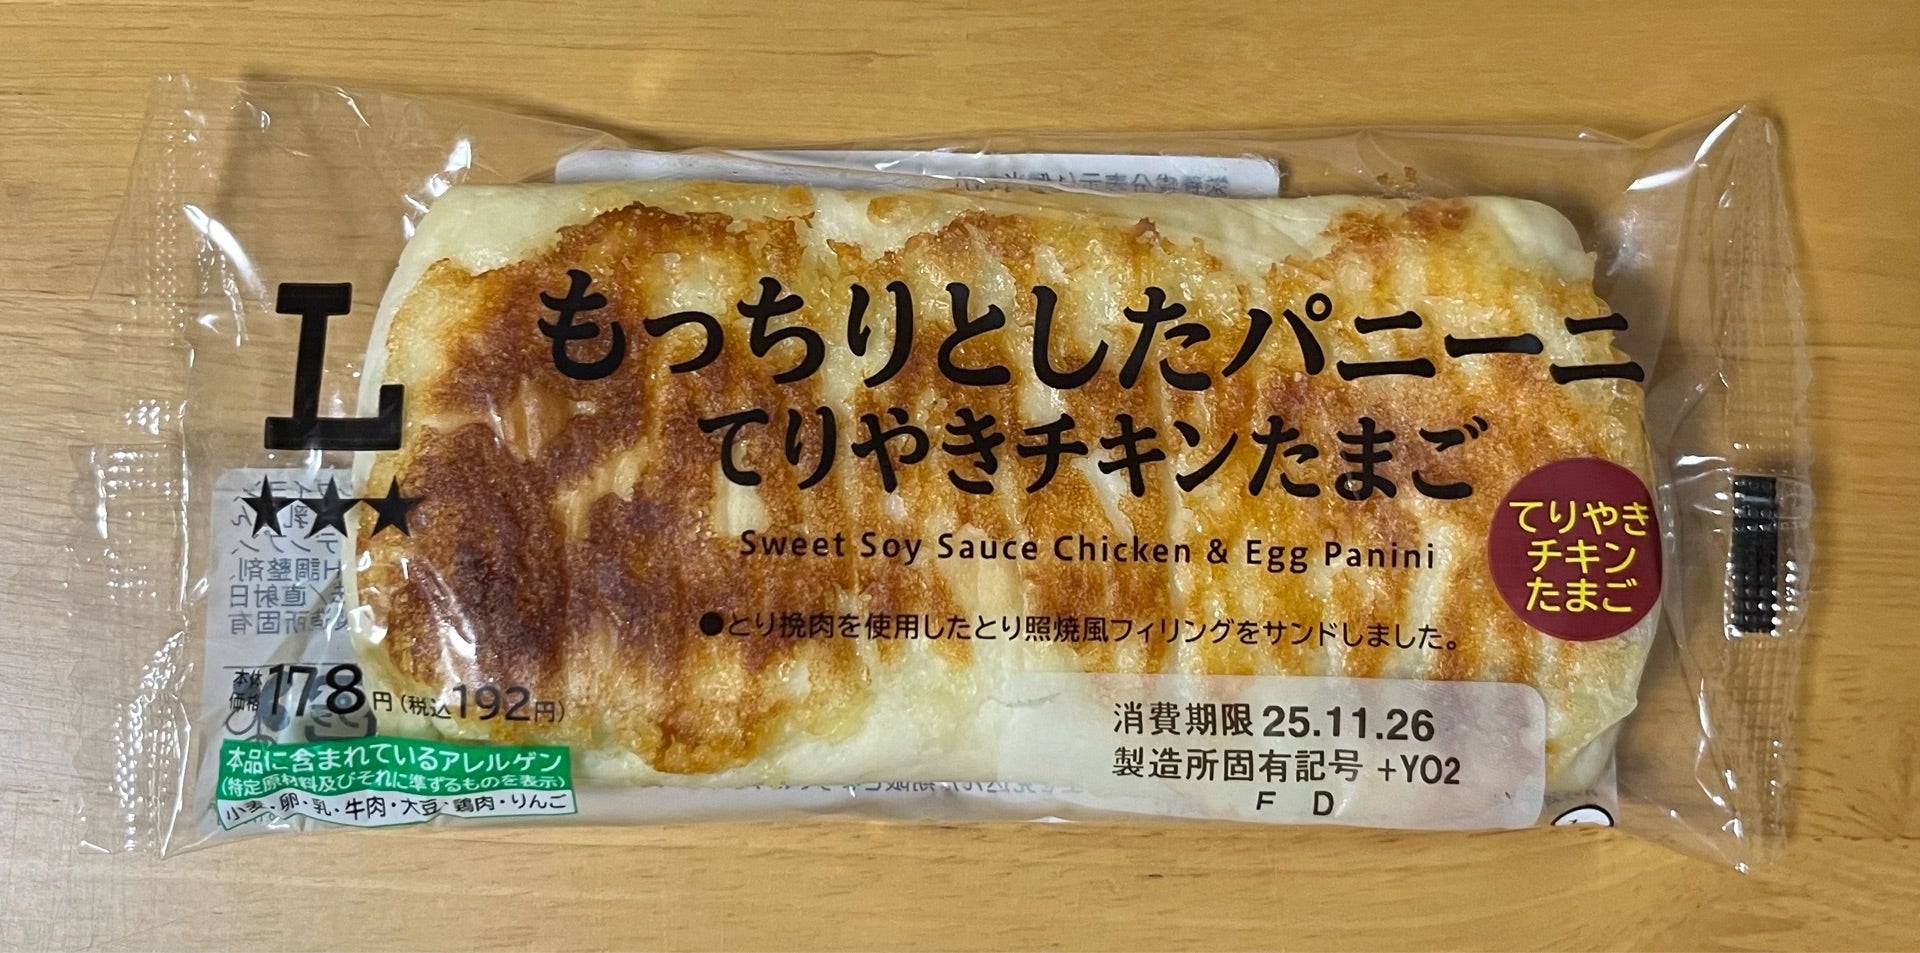 L
★★★
もっちりとしたパニーニ
てりやきチキンたまご
Sweet Soy Sauce Chicken & Egg Panini
●とり挽肉を使用したとり照焼風フィリングをサンドしました。
てりやき
チキン
たまご
本体価格178円(税込192円)
本品に含まれているアレルゲン
(特定原材料及びそれに準ずるものを表示)
小麦・卵・乳・牛肉・大豆・鶏肉・りんご
消費期限 25.11.26
製造所固有記号 +YO2
F D